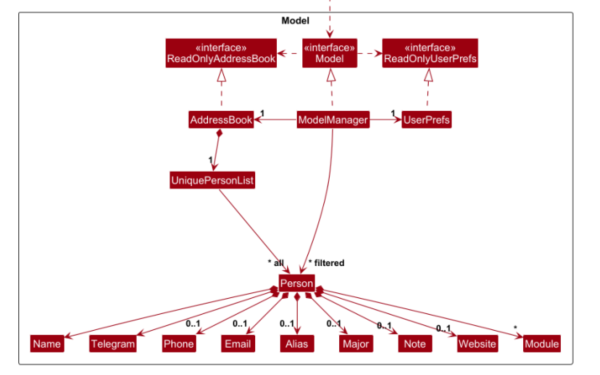 Model
«interface» «interface» «interface»
ReadOnlyAddressBook Model ReadOnlyUserPrefs
AddressBook 1 ModelManager 1 UserPrefs
1
UniquePersonList
* all * filtered
Person
0..1 0..1 0..1 0..1 0..1 0..1 *
Name Telegram Phone Email Alias Major Note Website Module